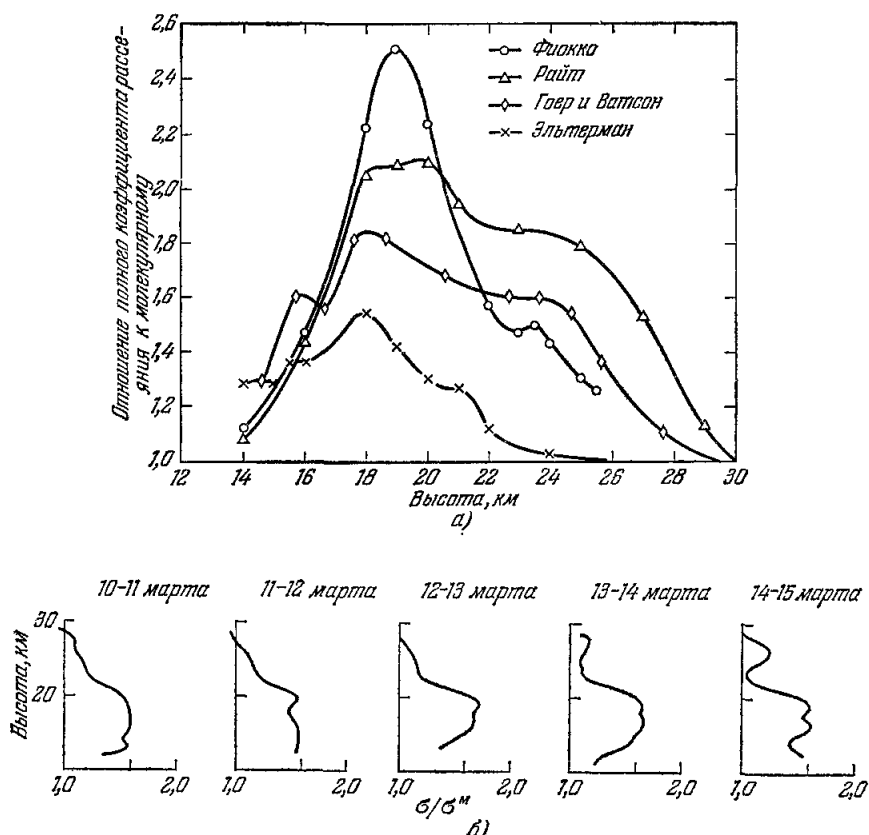 2,6
2,4
2,2
2,0
1,8
1,6
1,4
1,2
1,0
Отношение полного коэффициента рассе-
яния к молекулярному
Фиокко
Райт
Гоер и Ватсон
Эльтерман
12 14 16 18 20 22 24 26 28 30
Высота, км
а)
10-11 марта 11-12 марта 12-13 марта 13-14 марта 14-15 марта
Высота, км
30
20
1,0 2,0 1,0 2,0 1,0 2,0 1,0 2,0 1,0 2,0
σ/σᴹ
б)